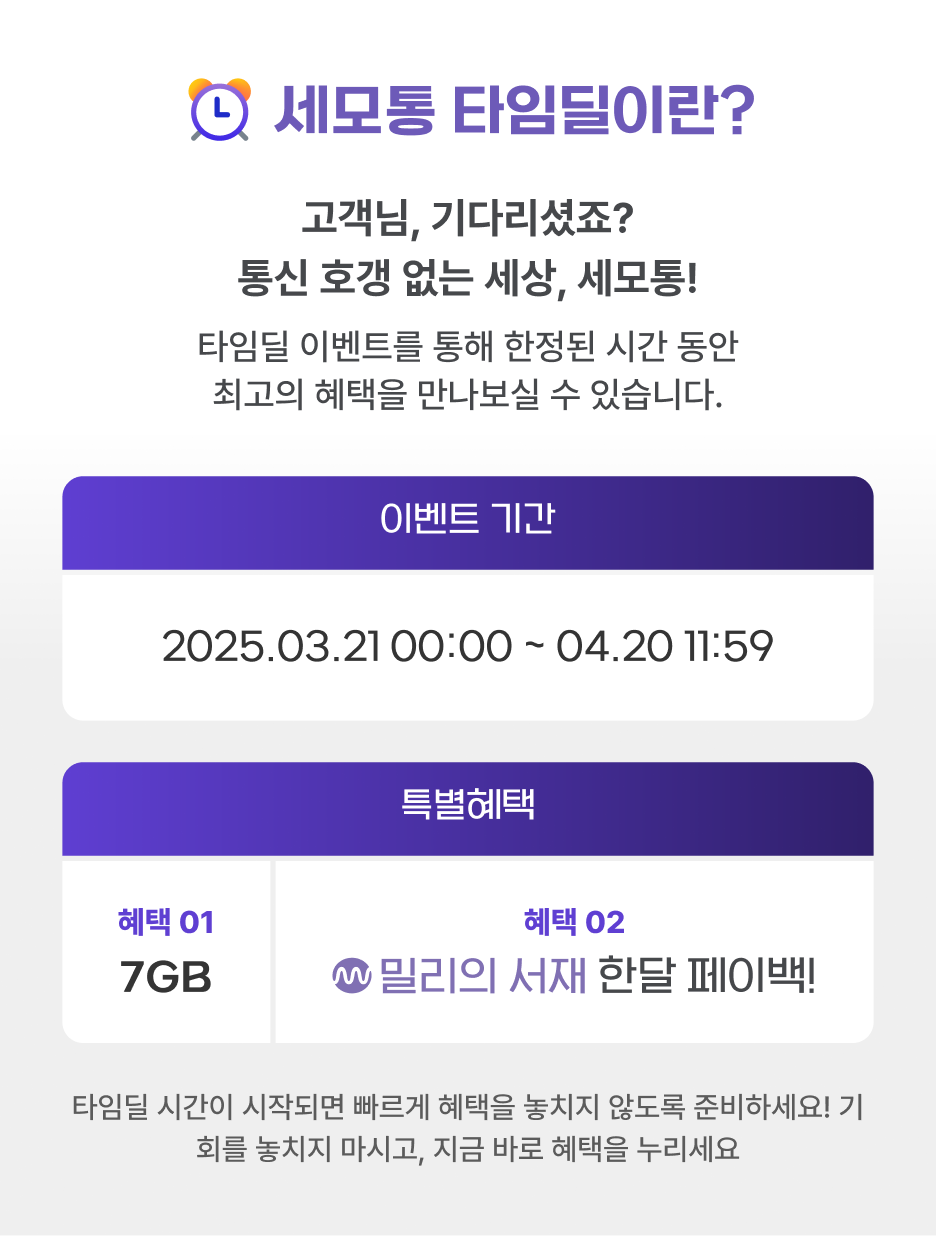 세모통 타임딜이란?
고객님, 기다리셨죠?
통신 호갱 없는 세상, 세모통!
타임딜 이벤트를 통해 한정된 시간 동안
최고의 혜택을 만나보실 수 있습니다.
이벤트 기간
2025.03.21 00:00 ~ 04.20 11:59
특별혜택
혜택 01
7GB
혜택 02
밀리의 서재 한달 페이백!
타임딜 시간이 시작되면 빠르게 혜택을 놓치지 않도록 준비하세요! 기
회를 놓치지 마시고, 지금 바로 혜택을 누리세요